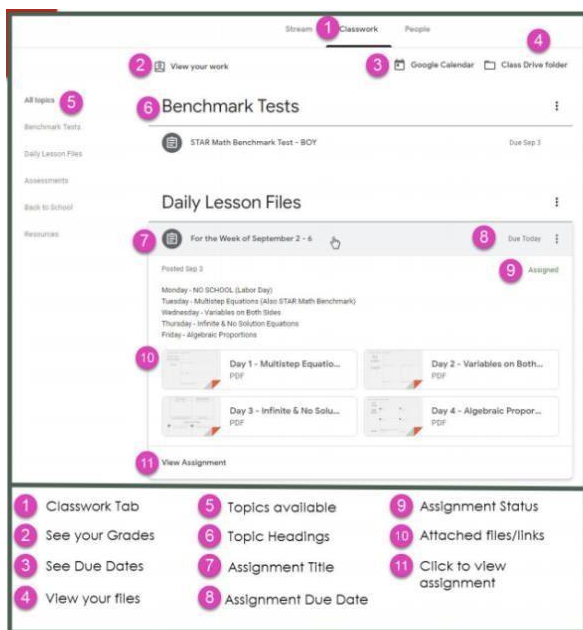 Stream 1 Classwork People
2 View your work 3 Google Calendar 4 Class Drive folder
All topics 5
Benchmark Tests
Daily Lesson Files
Assessments
Back to School
Resources
6 Benchmark Tests
STAR Math Benchmark Test - BOY Due Sep 3
Daily Lesson Files
7 For the Week of September 2 - 6 8 Due Today
Posted Sep 3 9 Assigned
Monday - NO SCHOOL (Labor Day)
Tuesday - Multistep Equations (Also STAR Math Benchmark)
Wednesday - Variables on Both Sides
Thursday - Infinite & No Solution Equations
Friday - Algebraic Proportions
10 Day 1 - Multistep Equatio...
PDF
Day 2 - Variables on Both...
PDF
Day 3 - Infinite & No Solu...
PDF
Day 4 - Algebraic Propor...
PDF
11 View Assignment
1 Classwork Tab
2 See your Grades
3 See Due Dates
4 View your files
5 Topics available
6 Topic Headings
7 Assignment Title
8 Assignment Due Date
9 Assignment Status
10 Attached files/links
11 Click to view
assignment